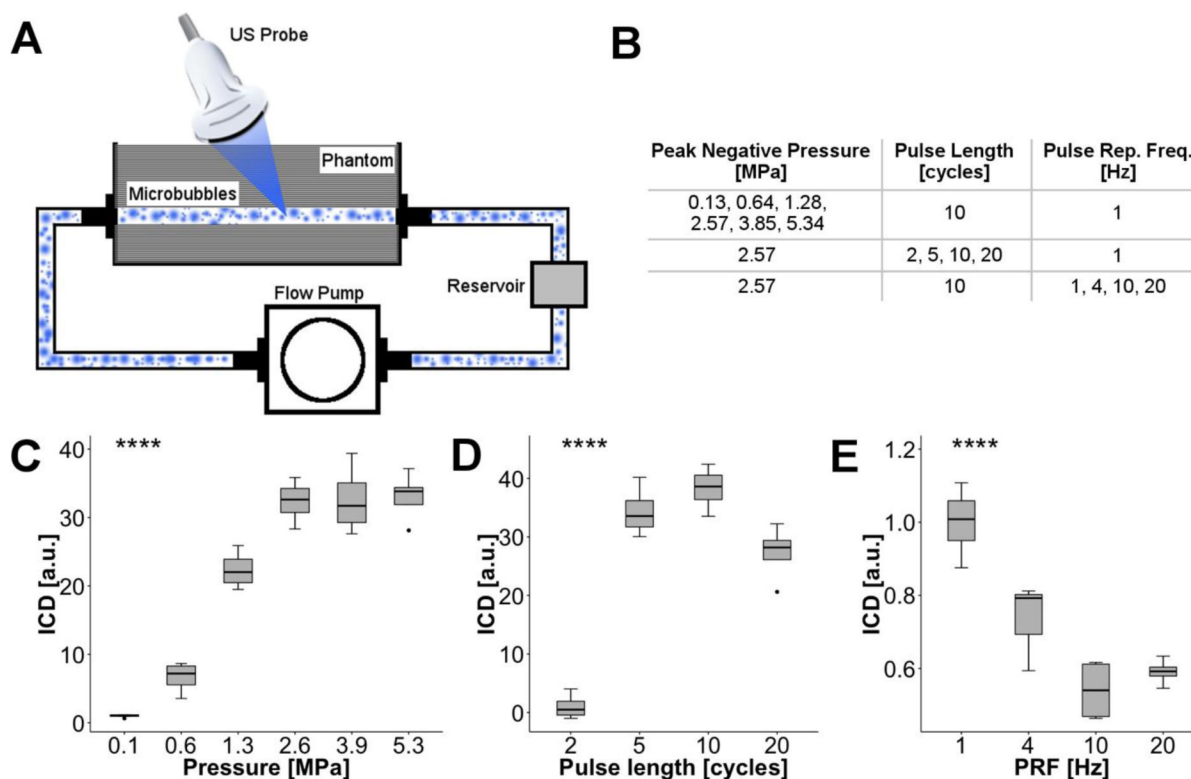 A
US Probe
Phantom
Microbubbles
Reservoir
Flow Pump
B
Peak Negative Pressure Pulse Length Pulse Rep. Freq.
[MPa] [cycles] [Hz]
0.13, 0.64, 1.28,
2.57, 3.85, 5.34 10 1
2.57 2, 5, 10, 20 1
2.57 10 1, 4, 10, 20
C
****
ICD [a.u.]
40
30
20
10
0
0.1 0.6 1.3 2.6 3.9 5.3
Pressure [MPa]
D
****
ICD [a.u.]
40
30
20
10
0
2 5 10 20
Pulse length [cycles]
E
****
ICD [a.u.]
1.2
1.0
0.8
0.6
1 4 10 20
PRF [Hz]